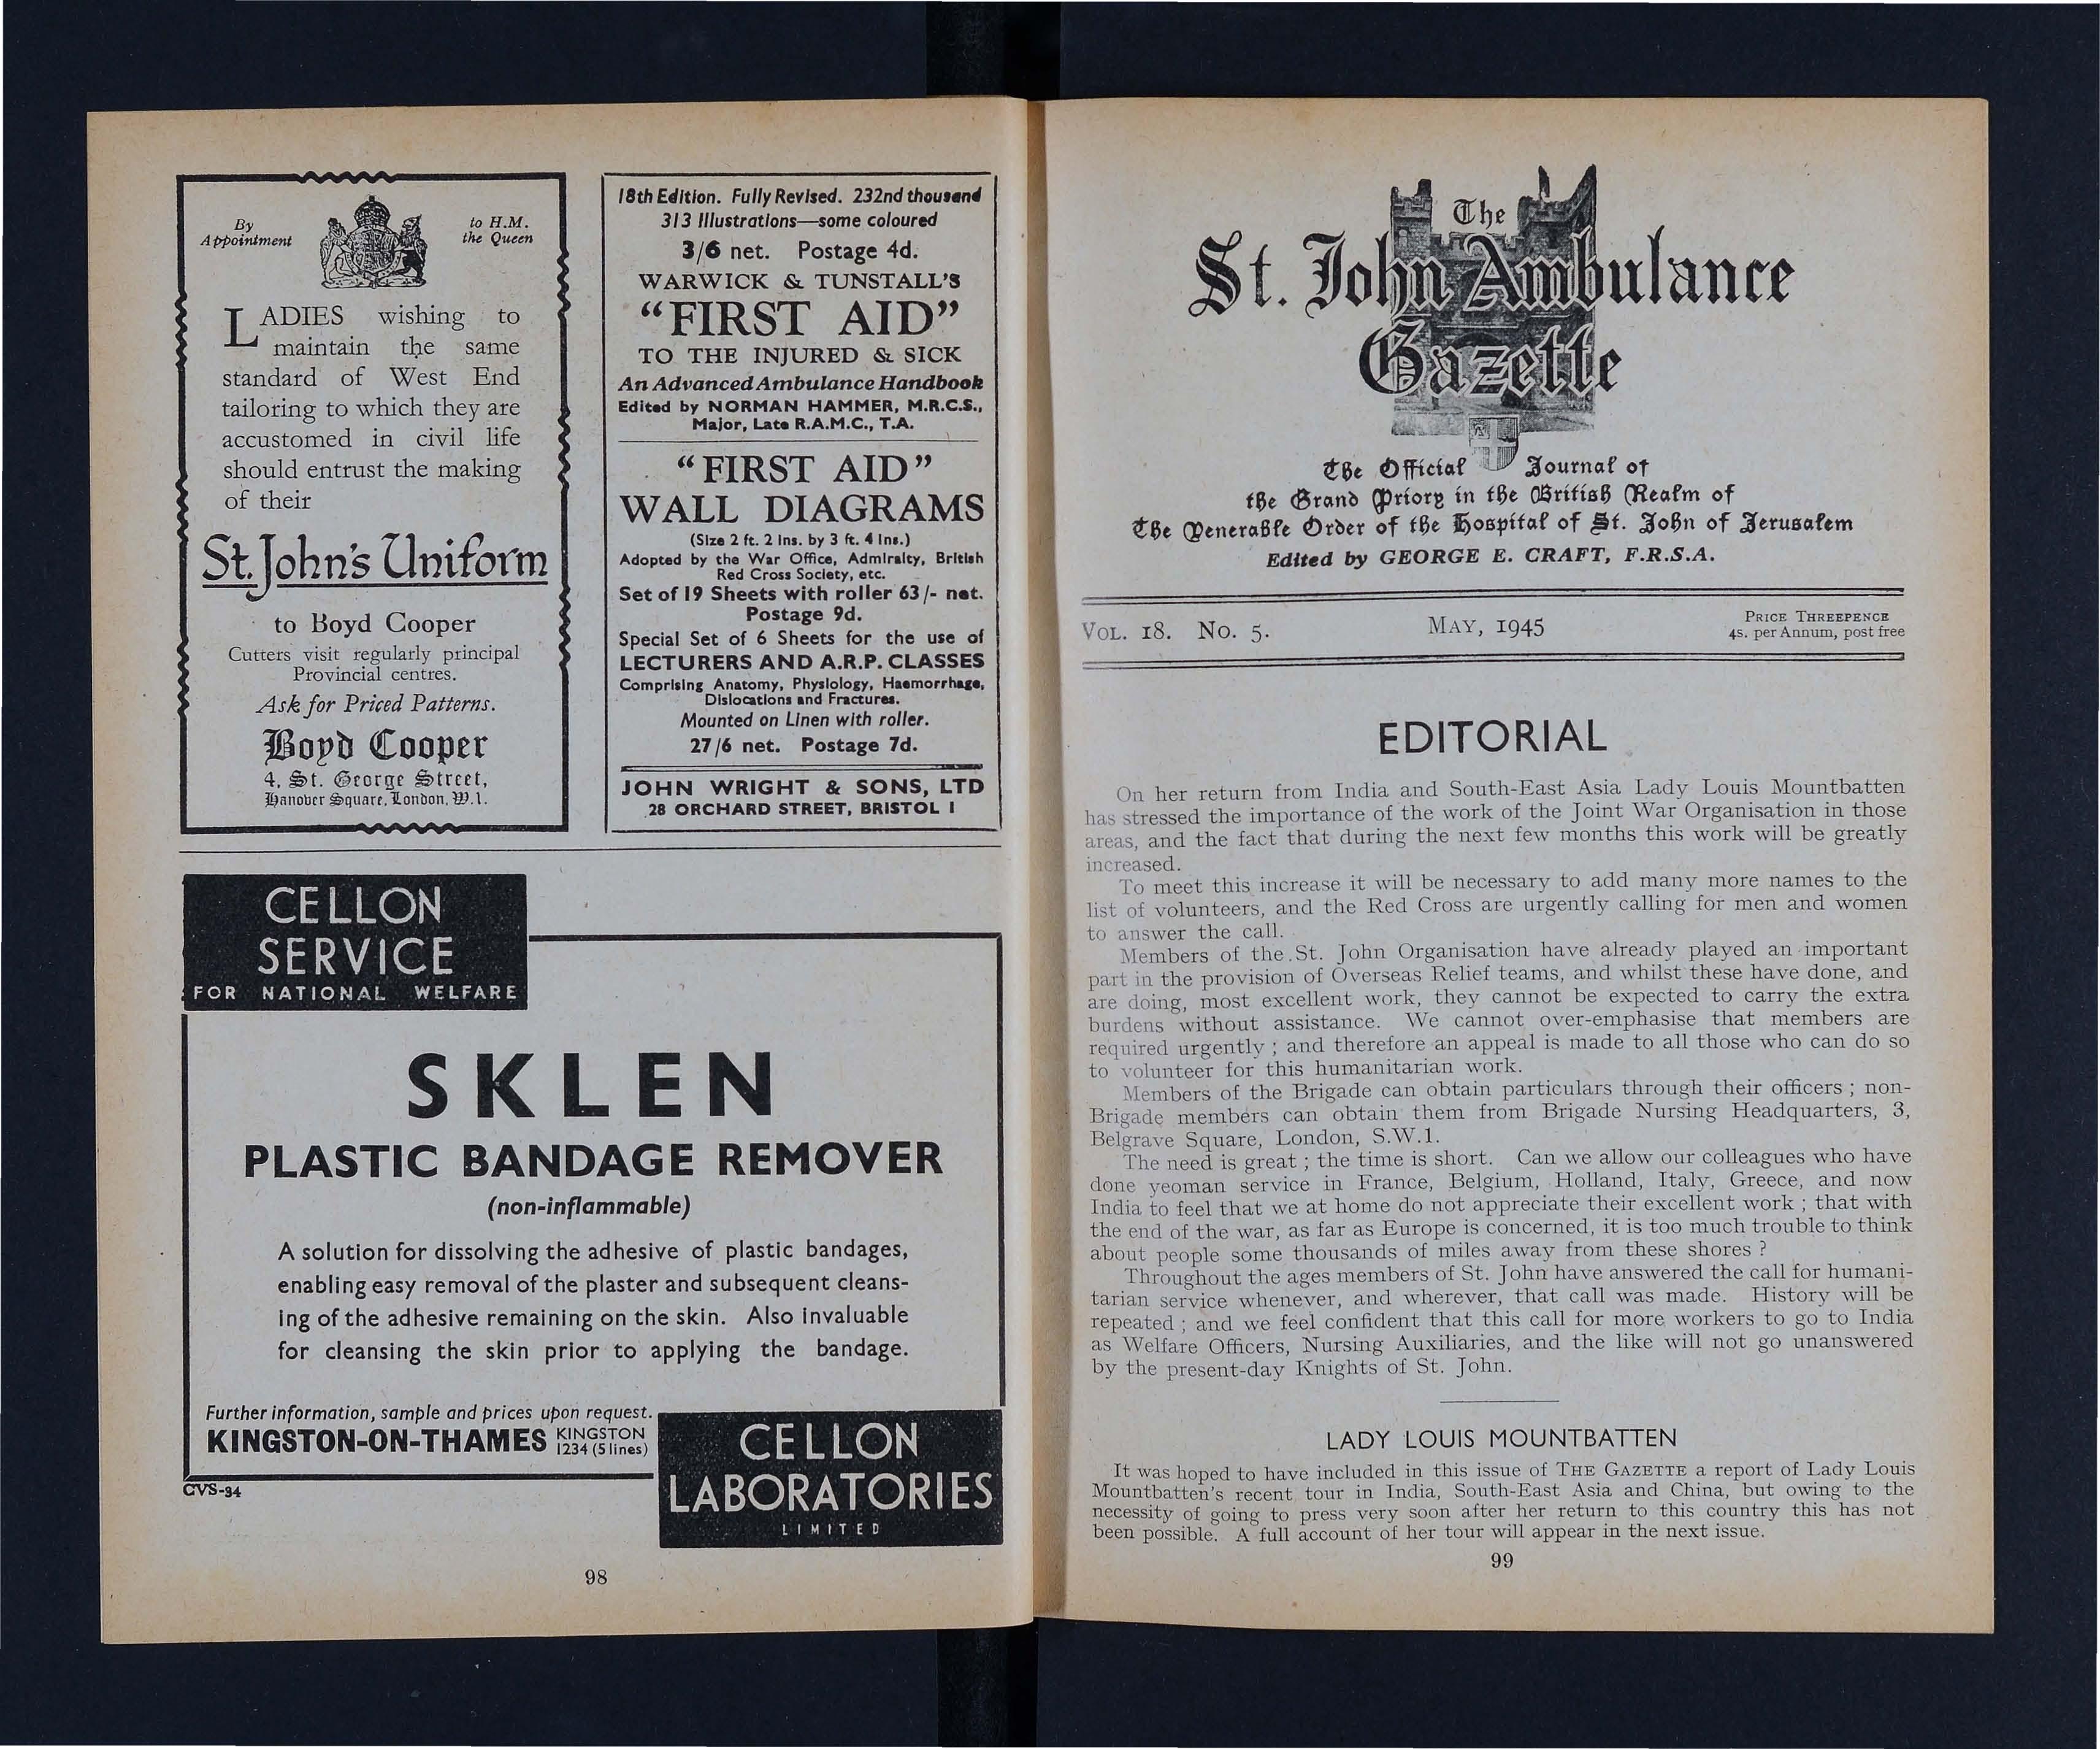 By
Appointment
to H.M.
the Queen
LADIES wishing to
maintain the same
standard of West End
tailoring to which they are
accustomed in civil life
should entrust the making
of their
St. John's Uniform
to Boyd Cooper
Cutters visit regularly principal
Provincial centres.
Ask for Priced Patterns.
Boyd Cooper
4, St. George Street,
Hanover Square, London, W.1.
18th Edition. Fully Revised. 232nd thousand
313 Illustrations—some coloured
3/6 net. Postage 4d.
WARWICK & TUNSTALL'S
"FIRST AID"
TO THE INJURED & SICK
An Advanced Ambulance Handbook
Edited by NORMAN HAMMER, M.R.C.S.,
Major, Late R.A.M.C., T.A.
"FIRST AID"
WALL DIAGRAMS
(Size 2 ft. 2 ins. by 3 ft. 4 ins.)
Adopted by the War Office, Admiralty, British
Red Cross Society, etc.
Set of 19 Sheets with roller 63/- net.
Postage 9d.
Special Set of 6 Sheets for the use of
LECTURERS AND A.R.P. CLASSES
Comprising Anatomy, Physiology, Haemorrhage,
Dislocations and Fractures.
Mounted on Linen with roller.
27/6 net. Postage 7d.
JOHN WRIGHT & SONS, LTD
28 ORCHARD STREET, BRISTOL 1
CELLON
SERVICE
FOR NATIONAL WELFARE
SKLEN
PLASTIC BANDAGE REMOVER
(non-inflammable)
A solution for dissolving the adhesive of plastic bandages,
enabling easy removal of the plaster and subsequent cleans-
ing of the adhesive remaining on the skin. Also invaluable
for cleansing the skin prior to applying the bandage.
Further information, sample and prices upon request.
KINGSTON-ON-THAMES KINGSTON
1234 (5 lines)
CELLON
LABORATORIES
LIMITED
CVS-34
98
The
St. John Ambulance
Gazette
The Official Journal of
the Grand Priory in the British Realm of
The Venerable Order of the Hospital of St. John of Jerusalem
Edited by GEORGE E. CRAFT, F.R.S.A.
VOL. 18. No. 5.
MAY, 1945
PRICE THREEPENCE
4s. per Annum, post free
EDITORIAL
On her return from India and South-East Asia Lady Louis Mountbatten
has stressed the importance of the work of the Joint War Organisation in those
areas, and the fact that during the next few months this work will be greatly
increased.
To meet this increase it will be necessary to add many more names to the
list of volunteers, and the Red Cross are urgently calling for men and women
to answer the call.
Members of the St. John Organisation have already played an important
part in the provision of Overseas Relief teams, and whilst these have done, and
are doing, most excellent work, they cannot be expected to carry the extra
burdens without assistance. We cannot over-emphasise that members are
required urgently ; and therefore an appeal is made to all those who can do so
to volunteer for this humanitarian work.
Members of the Brigade can obtain particulars through their officers ; non-
Brigade members can obtain them from Brigade Nursing Headquarters, 3,
Belgrave Square, London, S.W.1.
The need is great ; the time is short. Can we allow our colleagues who have
done yeoman service in France, Belgium, Holland, Italy, Greece, and now
India to feel that we at home do not appreciate their excellent work ; that with
the end of the war, as far as Europe is concerned, it is too much trouble to think
about people some thousands of miles away from these shores ?
Throughout the ages members of St. John have answered the call for humani-
tarian service whenever, and wherever, that call was made. History will be
repeated ; and we feel confident that this call for more workers to go to India
as Welfare Officers, Nursing Auxiliaries, and the like will not go unanswered
by the present-day Knights of St. John.
LADY LOUIS MOUNTBATTEN
It was hoped to have included in this issue of THE GAZETTE a report of Lady Louis
Mountbatten's recent tour in India, South-East Asia and China, but owing to the
necessity of going to press very soon after her return to this country this has not
been possible. A full account of her tour will appear in the next issue.
99